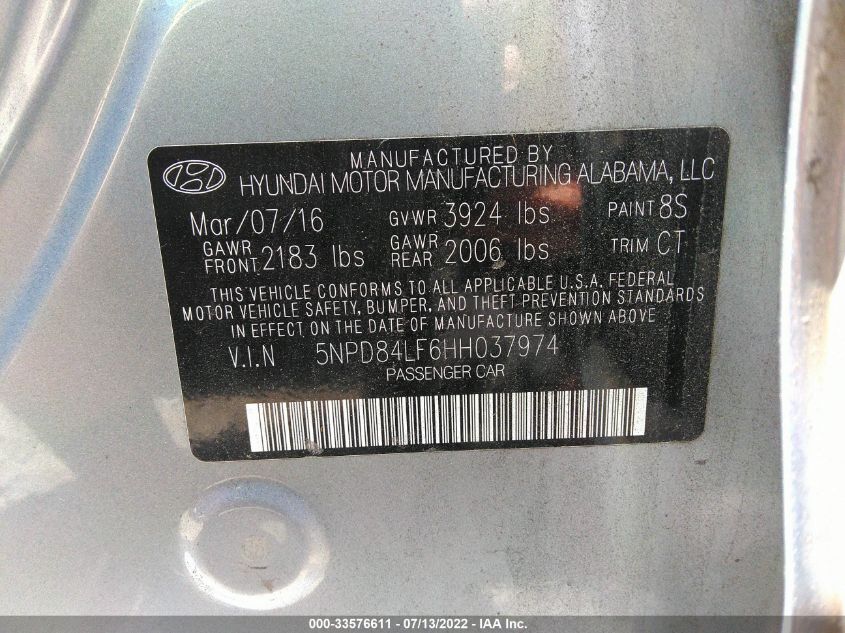 MANUFACTURED BY
HYUNDAI MOTOR MANUFACTURING ALABAMA, LLC
Mar/07/16 GVWR 3924 lbs PAINT 8S
GAWR FRONT 2183 lbs GAWR REAR 2006 lbs TRIM CT
THIS VEHICLE CONFORMS TO ALL APPLICABLE U.S.A. FEDERAL
MOTOR VEHICLE SAFETY, BUMPER, AND THEFT PREVENTION STANDARDS
IN EFFECT ON THE DATE OF MANUFACTURE SHOWN ABOVE
V.I.N 5NPD84LF6HH037974
PASSENGER CAR
000-33576611 - 07/13/2022 - IAA Inc.